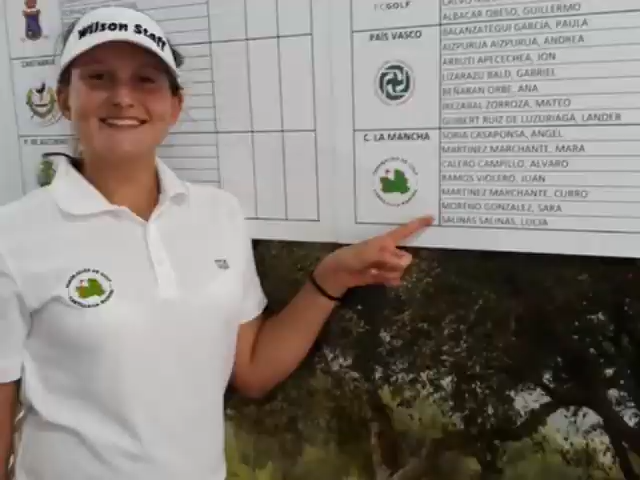 Wilson Staff
FCGOLF
ALBACAR OBESO, GUILLERMO
PAÍS VASCO
BALANZATEGUI GARCIA, PAULA
AIZPURUA AIZPURUA, ANDREA
ARRUTI APECECHEA, JON
LIZARAZU BALD, GABRIEL
BEÑARAN ORBE, ANA
IREZABAL ZORROZA, MATEO
GUIBERT RUIZ DE LUZURIAGA, LANDER
C. LA MANCHA
SORIA CASAPONSA, ANGEL
MARTINEZ MARCHANTE, MARA
CALERO CAMPILLO, ALVARO
RAMOS VIOLERO, JUAN
MARTINEZ MARCHANTE, CURRO
MORENO GONZALEZ, SARA
SALINAS SALINAS, LUCIA